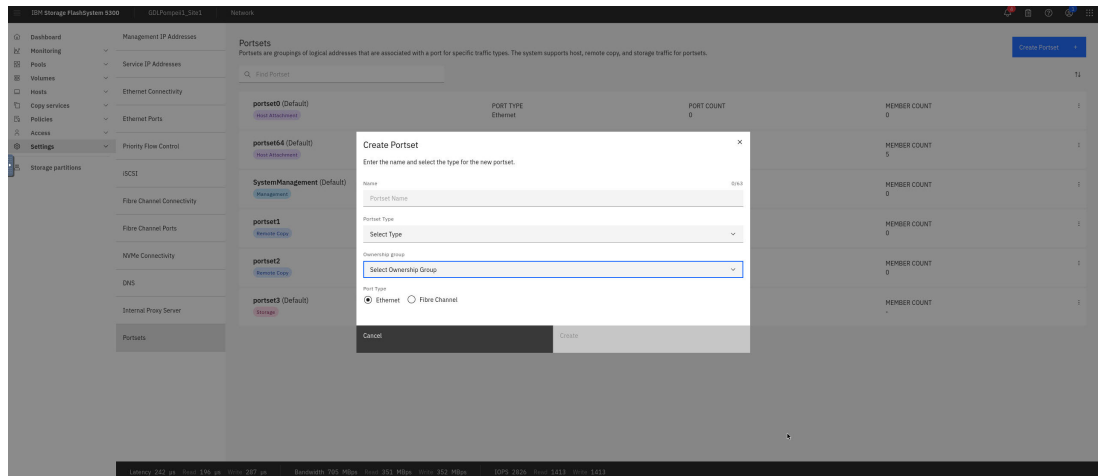 IBM Storage FlashSystem 5300 GDLPompeii1_Site1 Network
Dashboard
Monitoring
Pools
Volumes
Hosts
Copy services
Policies
Access
Settings
Storage partitions
Management IP Addresses
Service IP Addresses
Ethernet Connectivity
Ethernet Ports
Priority Flow Control
iSCSI
Fibre Channel Connectivity
Fibre Channel Ports
NVMe Connectivity
DNS
Internal Proxy Server
Portsets
Portsets
Portsets are groupings of logical addresses that are associated with a port for specific traffic types. The system supports host, remote copy, and storage traffic for portsets.
Create Portset +
Find Portset
portset0 (Default) PORT TYPE PORT COUNT MEMBER COUNT
Host Attachment Ethernet 0 0
portset64 (Default) MEMBER COUNT
Host Attachment 5
SystemManagement (Default) MEMBER COUNT
Management 0
portset1 MEMBER COUNT
Remote Copy 0
portset2 MEMBER COUNT
Remote Copy 0
portset3 (Default) MEMBER COUNT
Storage -
Create Portset
Enter the name and select the type for the new portset.
Name 0/63
Portset Name
Portset Type
Select Type
Ownership group
Select Ownership Group
Port Type
Ethernet Fibre Channel
Cancel Create
Latency 242 µs Read 196 µs Write 287 µs Bandwidth 705 MBps Read 351 MBps Write 352 MBps IOPS 2826 Read 1413 Write 1413